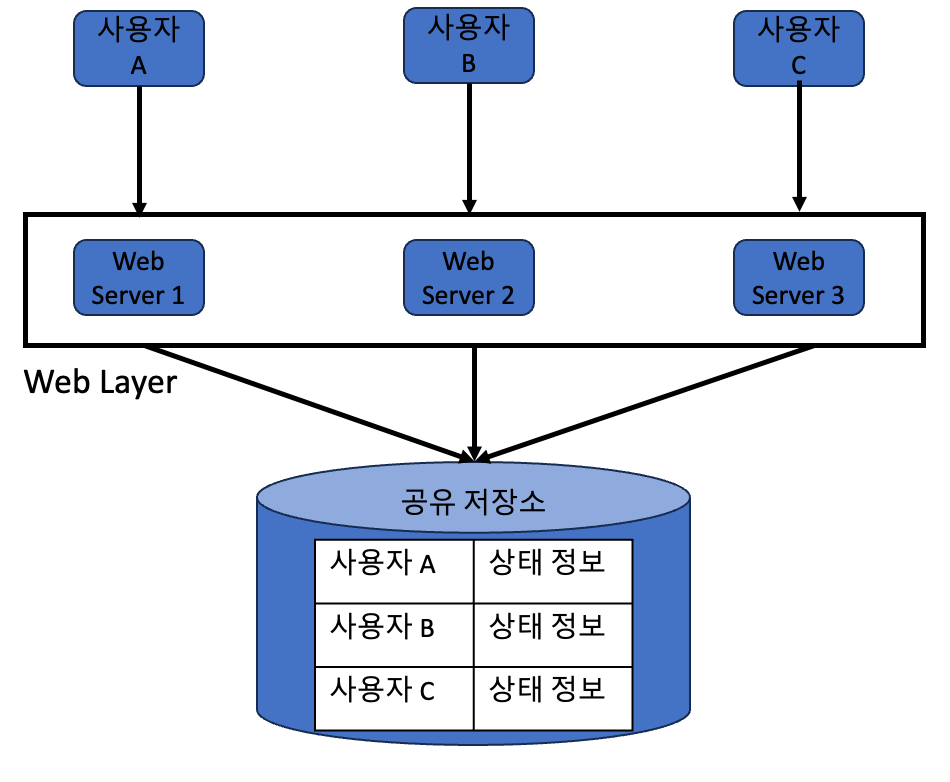 사용자
A
사용자
B
사용자
C
Web
Server 1
Web
Server 2
Web
Server 3
Web Layer
공유 저장소
사용자 A 상태 정보
사용자 B 상태 정보
사용자 C 상태 정보